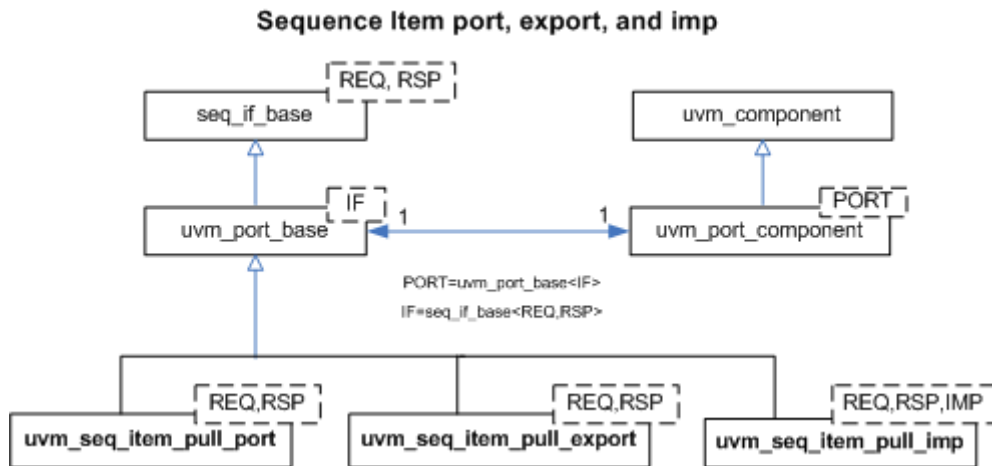 Sequence Item port, export, and imp
REQ, RSP
seq_if_base
uvm_component
IF
PORT
uvm_port_base
1
1
uvm_port_component
PORT=uvm_port_base<IF>
IF=seq_if_base<REQ,RSP>
REQ,RSP
REQ,RSP
REQ,RSP,IMP
uvm_seq_item_pull_port
uvm_seq_item_pull_export
uvm_seq_item_pull_imp